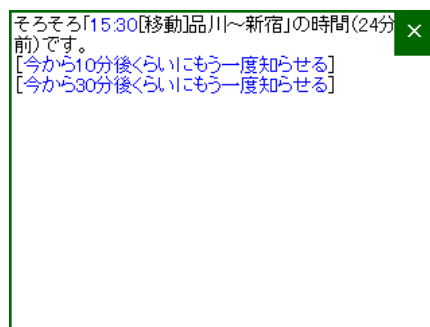 そろそろ「15:30[移動]品川～新宿」の時間(24分
前)です。
[今から10分後くらいにもう一度知らせる]
[今から30分後くらいにもう一度知らせる]